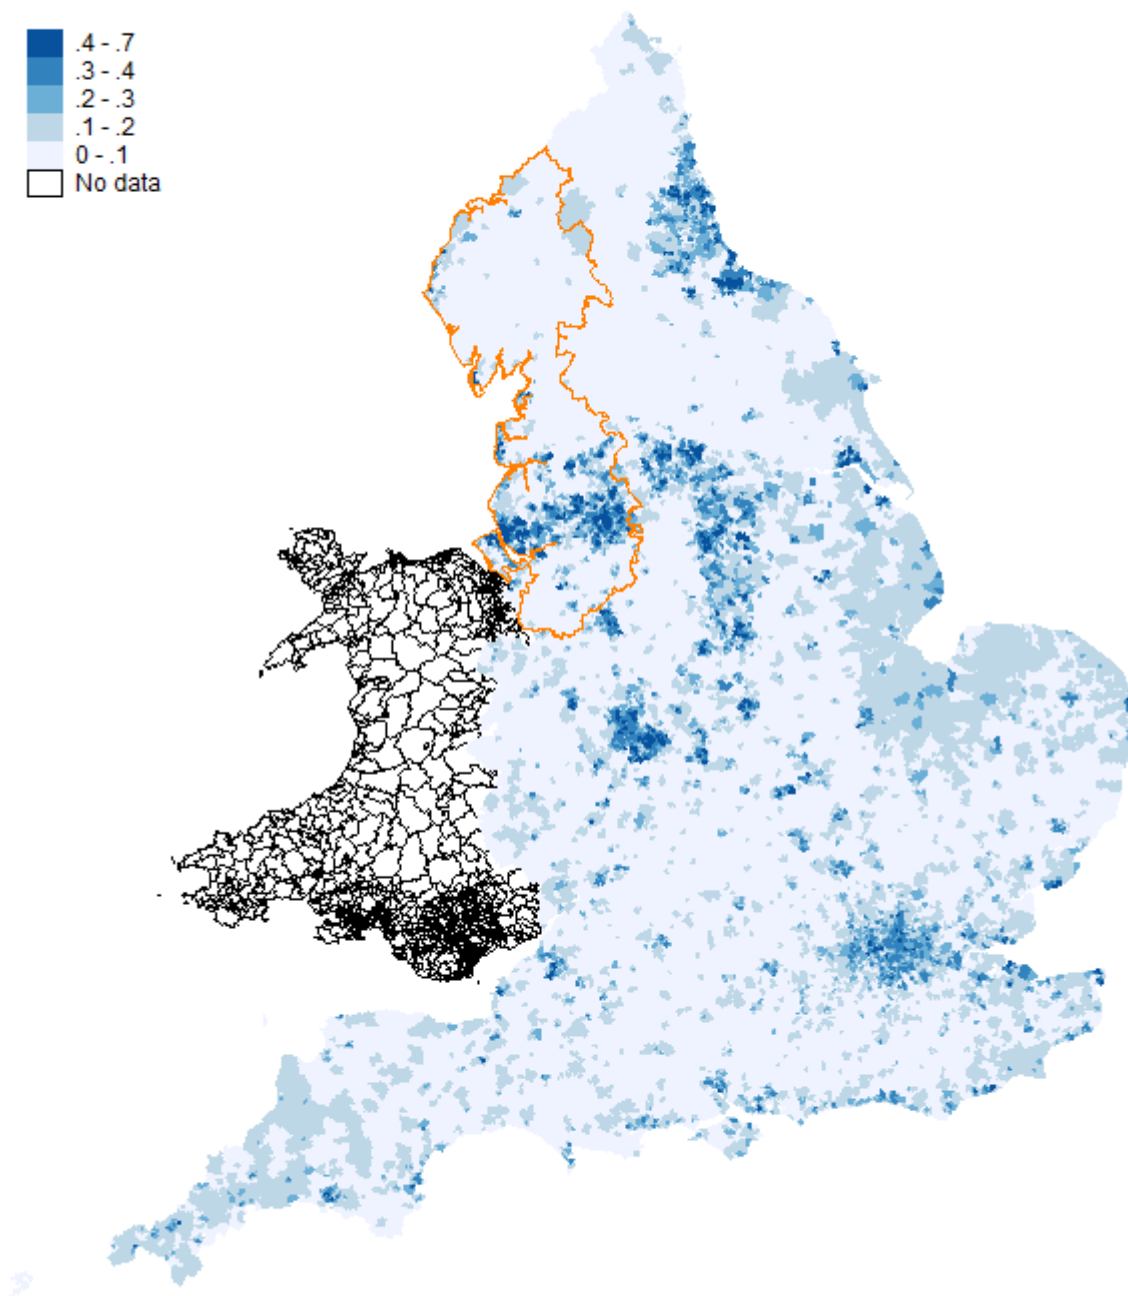 .4 - .7
.3 - .4
.2 - .3
.1 - .2
0 - .1
No data